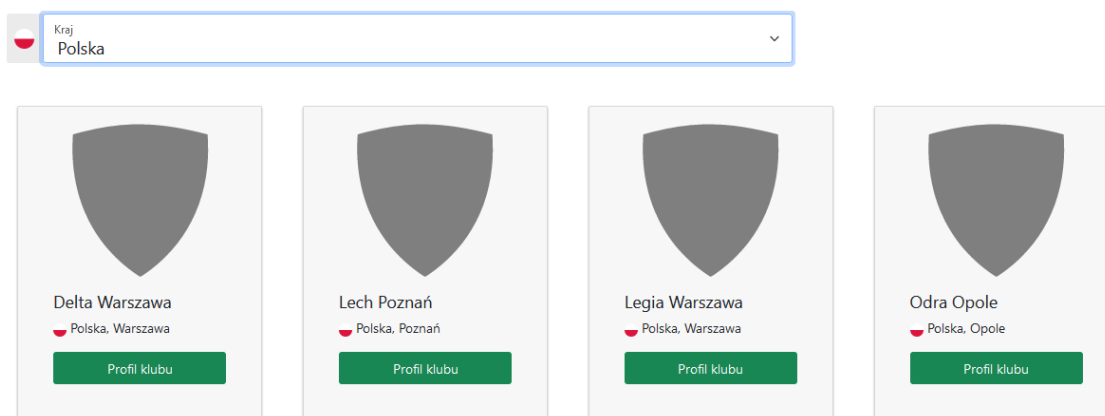 Kraj
Polska
Delta Warszawa
Polska, Warszawa
Profil klubu
Lech Poznań
Polska, Poznań
Profil klubu
Legia Warszawa
Polska, Warszawa
Profil klubu
Odra Opole
Polska, Opole
Profil klubu